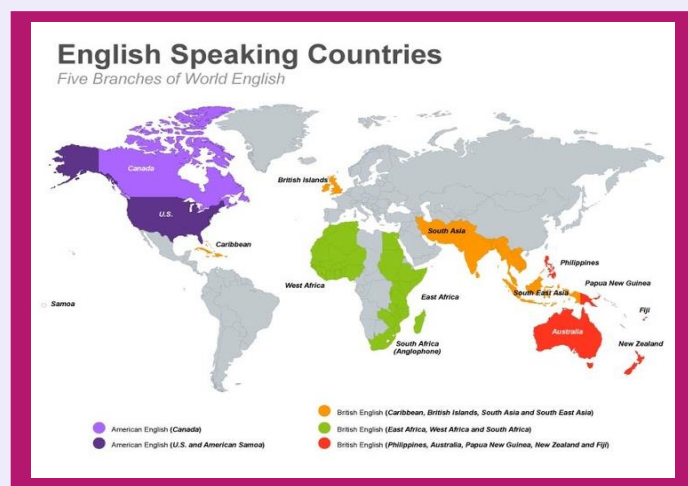 English Speaking Countries
Five Branches of World English
Canada
British Islands
U.S.
South Asia
Caribbean
Philippines
West Africa
South East Asia
Papua New Guinea
East Africa
Samoa
Fiji
Australia
South Africa
(Anglophone)
New Zealand
American English (Canada)
American English (U.S. and American Samoa)
British English (Caribbean, British Islands, South Asia and South East Asia)
British English (East Africa, West Africa and South Africa)
British English (Philippines, Australia, Papua New Guinea, New Zealand and Fiji)